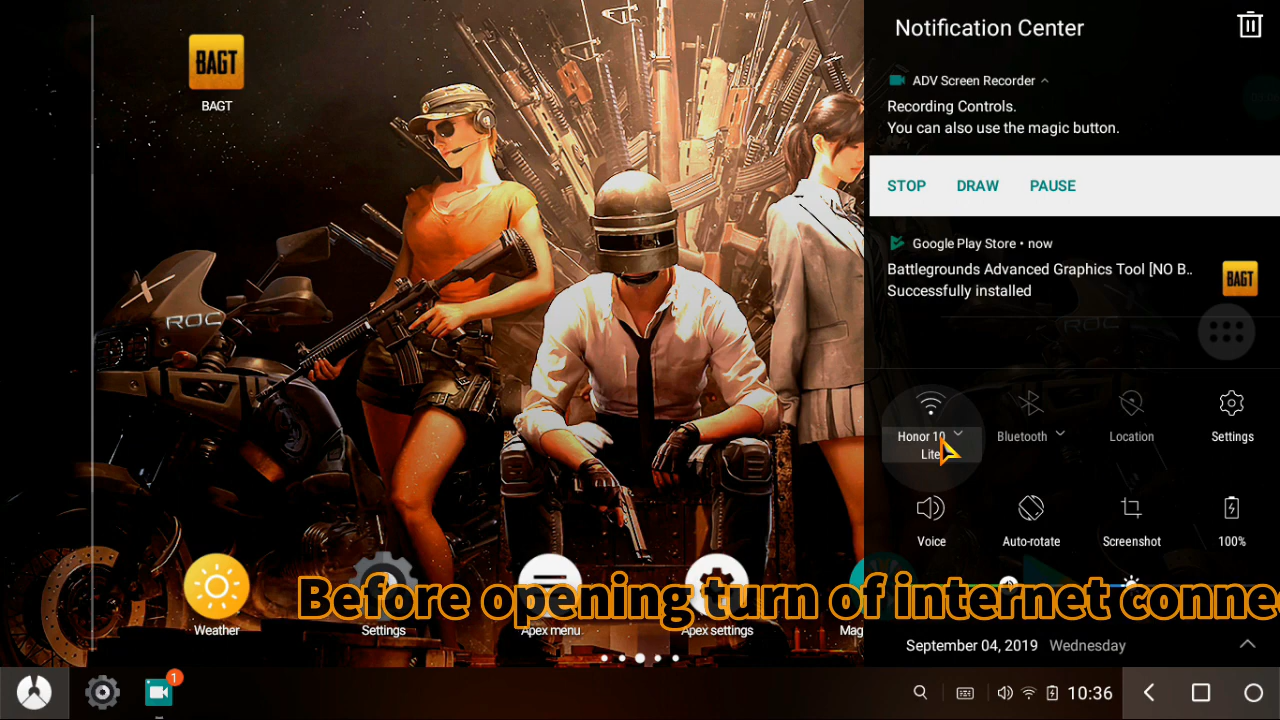 Notification Center
BAGT
BAGT
ADV Screen Recorder
Recording Controls.
You can also use the magic button.
STOP DRAW PAUSE
Google Play Store • now
Battlegrounds Advanced Graphics Tool [NO B..
Successfully installed
BAGT
ROC
Honor 10
Lite
Bluetooth
Location
Settings
Voice
Auto-rotate
Screenshot
100%
Before opening turn of internet conne
Weather
Settings
Apex menu
Apex settings
Mag
September 04, 2019 Wednesday
1
10:36